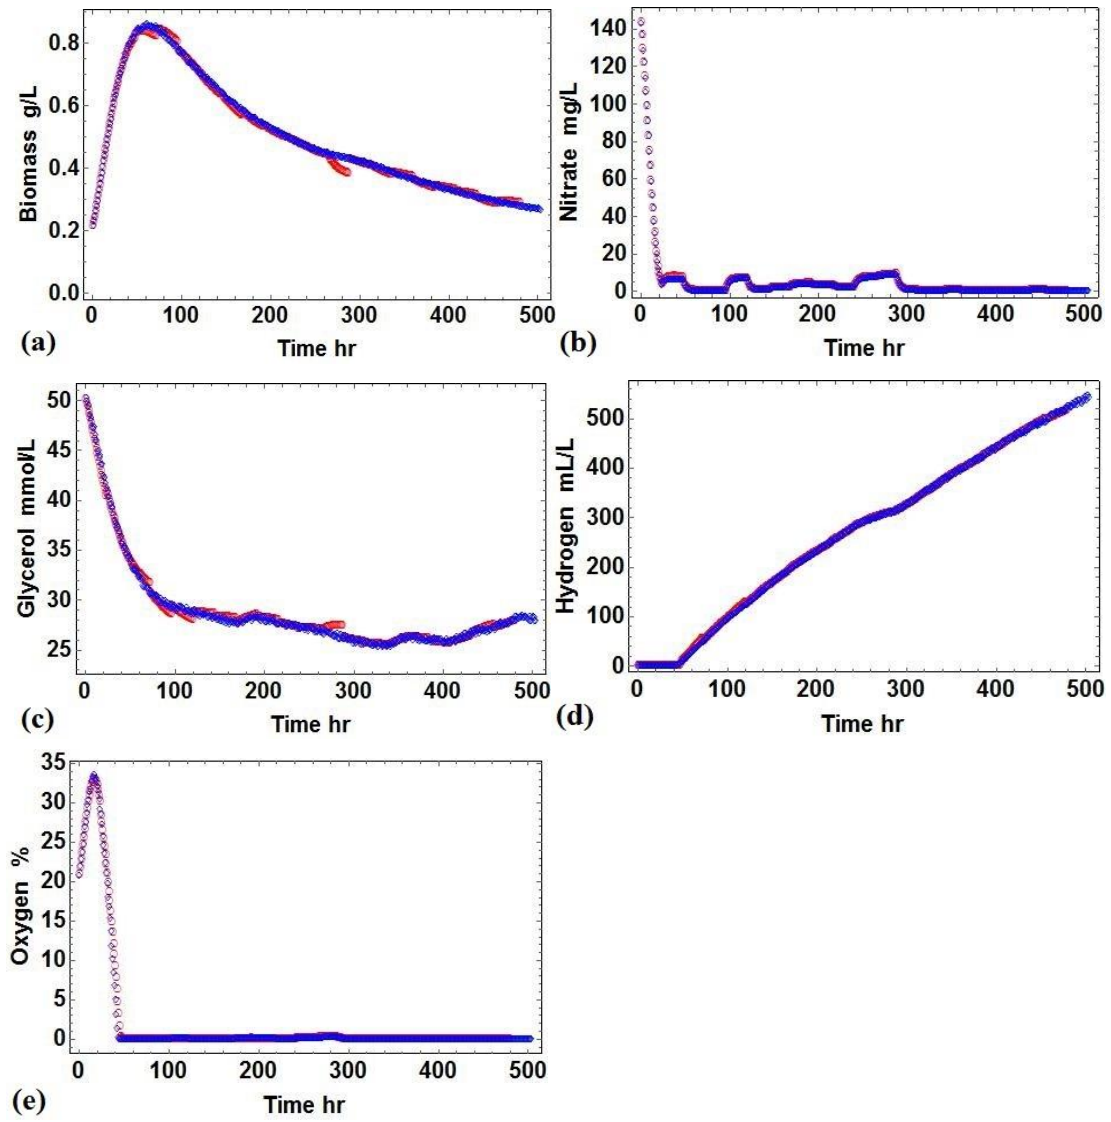 Biomass g/L
0.8
0.6
0.4
0.2
0.0
0 100 200 300 400 500
Time hr
(a)
Nitrate mg/L
140
120
100
80
60
40
20
0
0 100 200 300 400 500
Time hr
(b)
Glycerol mmol/L
50
45
40
35
30
25
0 100 200 300 400 500
Time hr
(c)
Hydrogen mL/L
500
400
300
200
100
0
0 100 200 300 400 500
Time hr
(d)
Oxygen %
35
30
25
20
15
10
5
0
0 100 200 300 400 500
Time hr
(e)